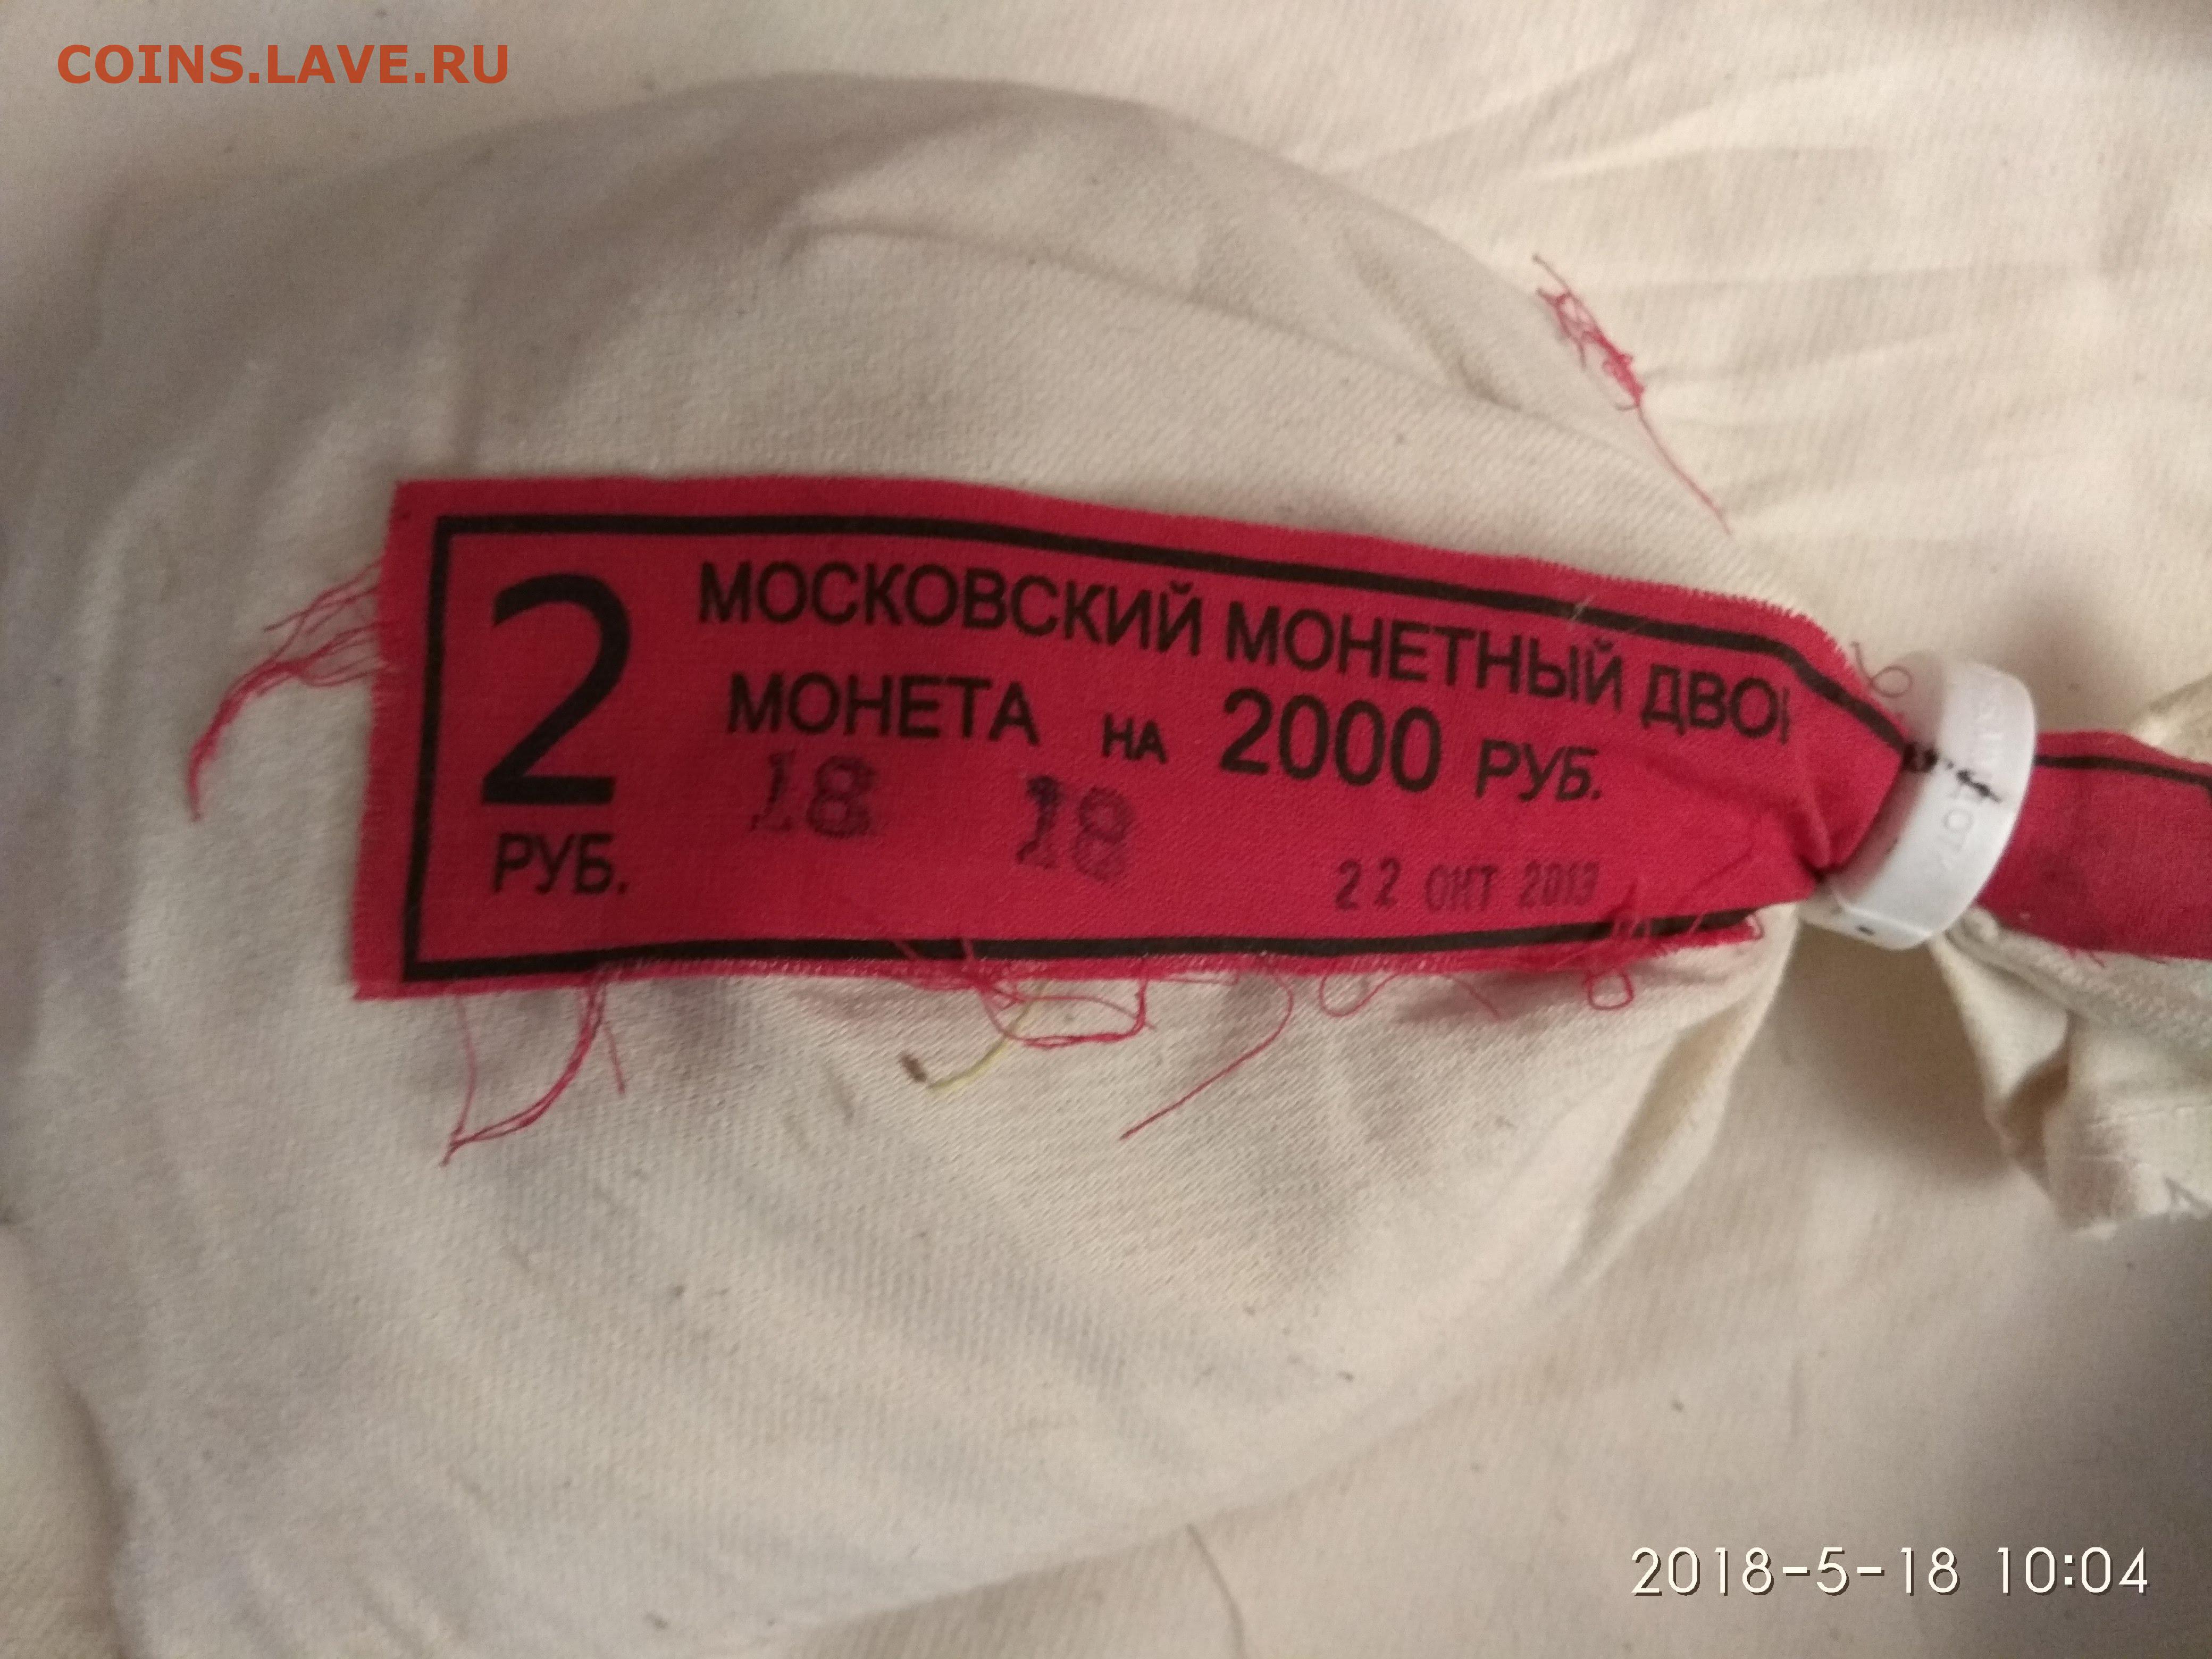 COINS.LAVE.RU
2
РУБ.
МОСКОВСКИЙ МОНЕТНЫЙ ДВО
МОНЕТА НА 2000 РУБ.
18 18
22 ОКТ 2013
2018-5-18 10:04